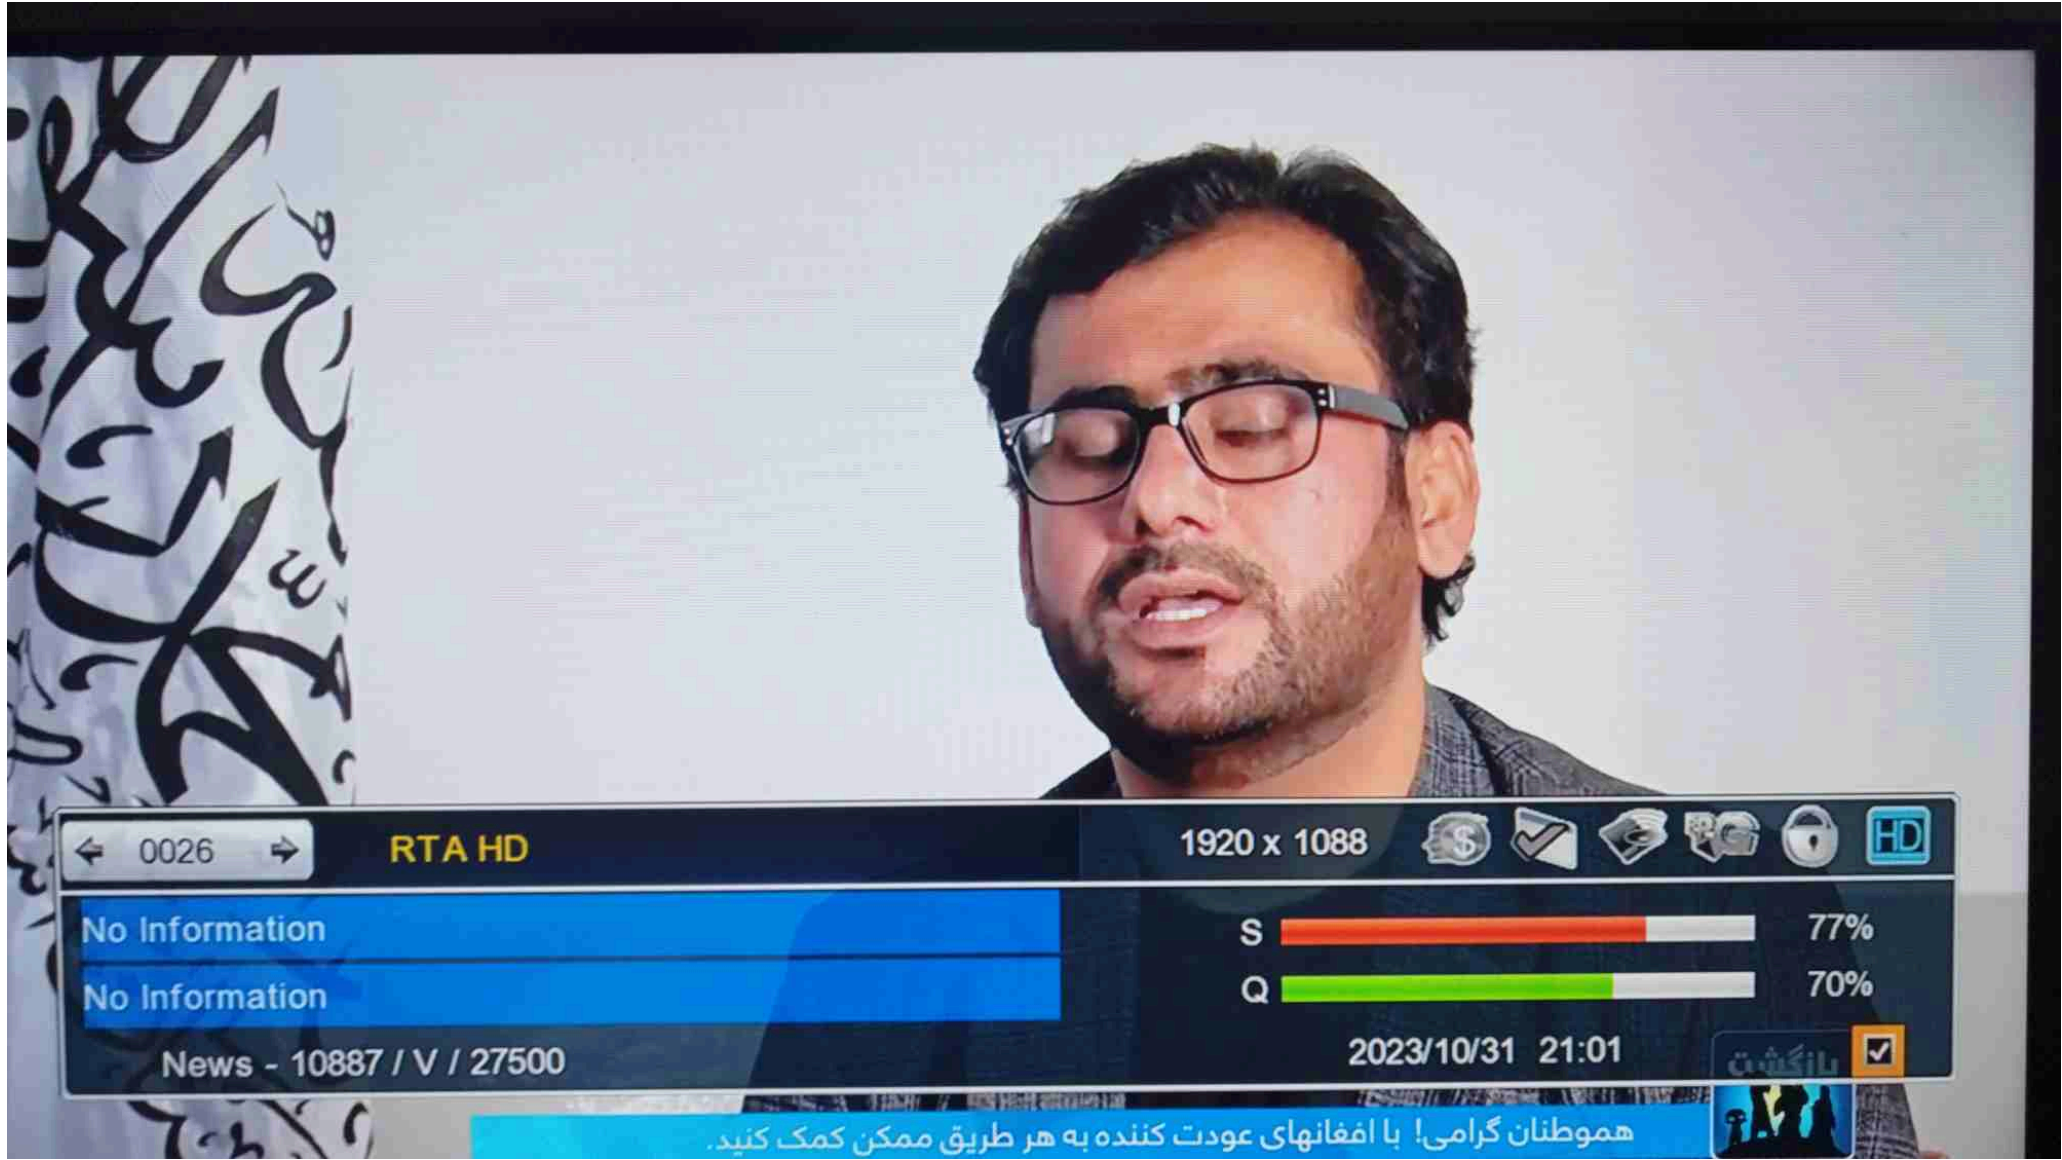 0026
RTA HD
1920 x 1088
HD
No Information
S
77%
No Information
Q
70%
News - 10887 / V / 27500
2023/10/31 21:01
بازگشت
هموطنان گرامی! با افغانهای عودت کننده به هر طریق ممکن کمک کنید.